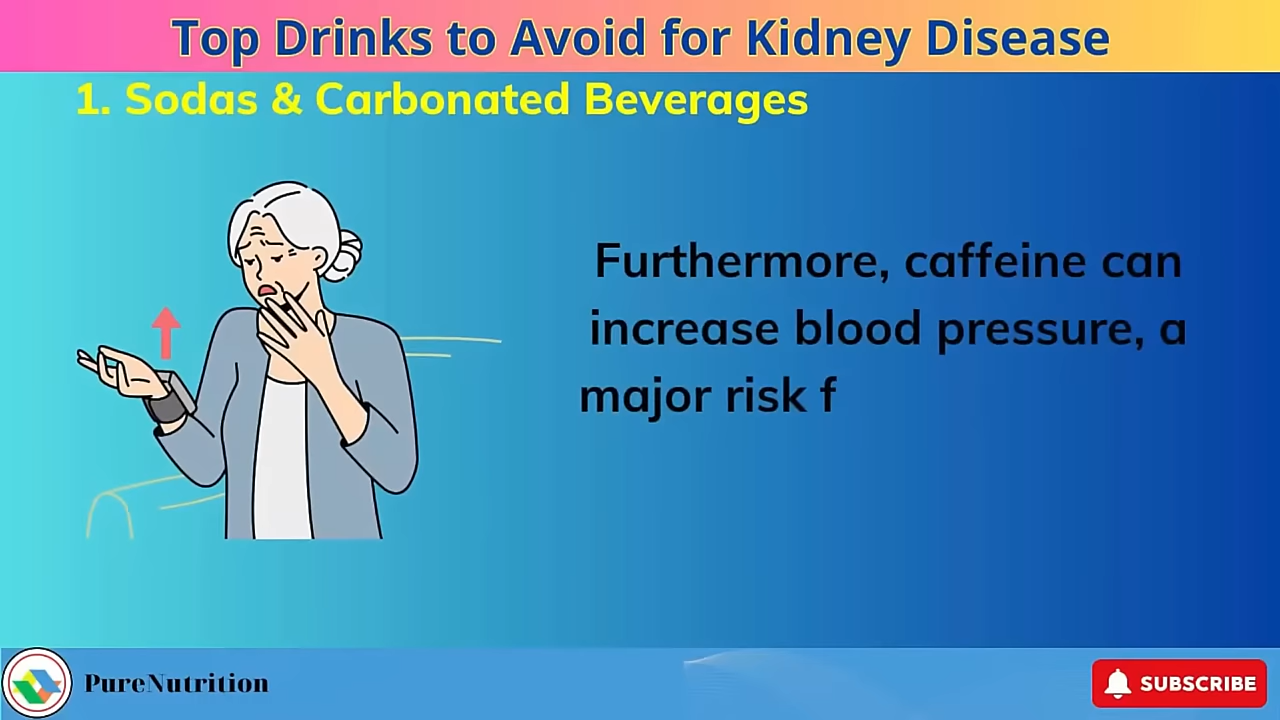 Top Drinks to Avoid for Kidney Disease
1. Sodas & Carbonated Beverages
Furthermore, caffeine can
increase blood pressure, a
major risk f
PureNutrition
SUBSCRIBE